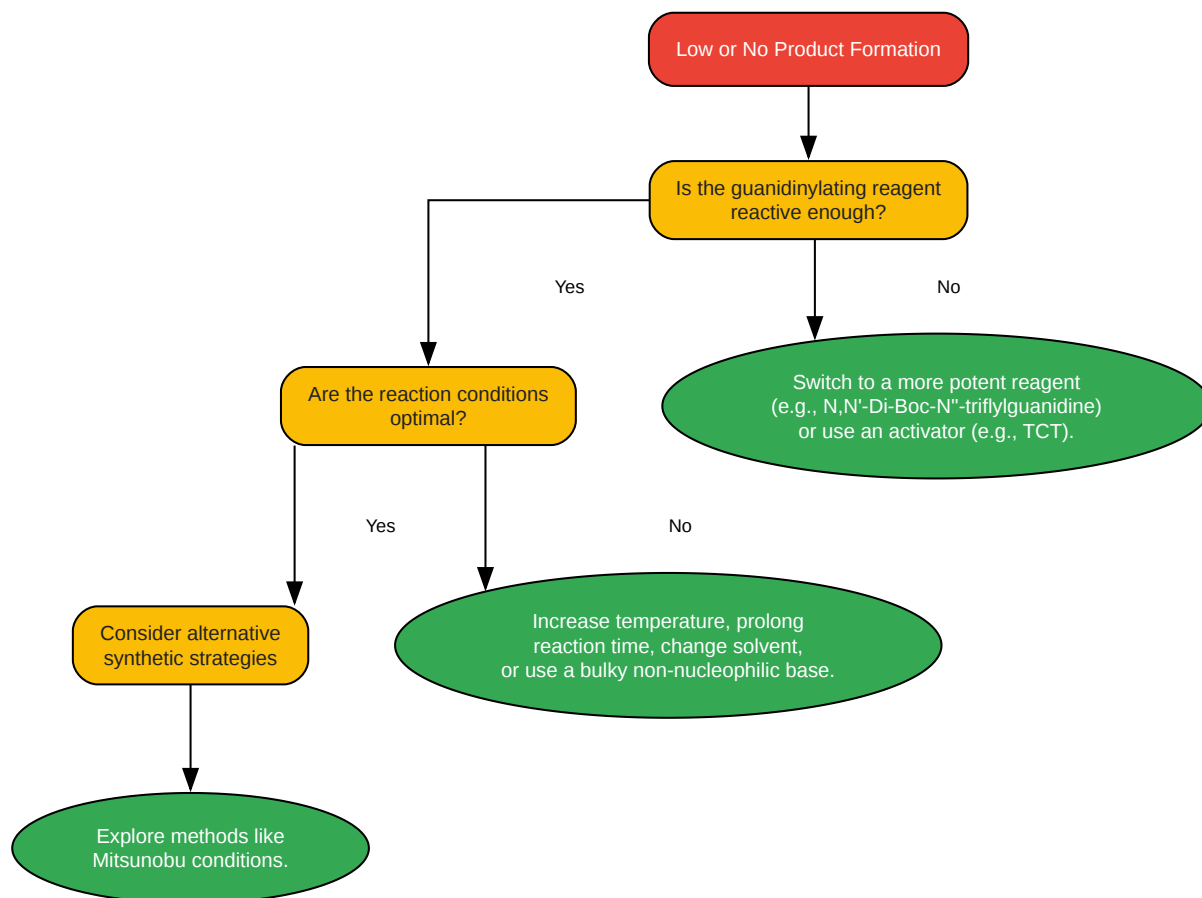 Low or No Product Formation
Is the guanidinylating reagent
reactive enough?
Yes
No
Are the reaction conditions
optimal?
Switch to a more potent reagent
(e.g., N,N'-Di-Boc-N''-triflylguanidine)
or use an activator (e.g., TCT).
Yes
No
Consider alternative
synthetic strategies
Increase temperature, prolong
reaction time, change solvent,
or use a bulky non-nucleophilic base.
Explore methods like
Mitsunobu conditions.